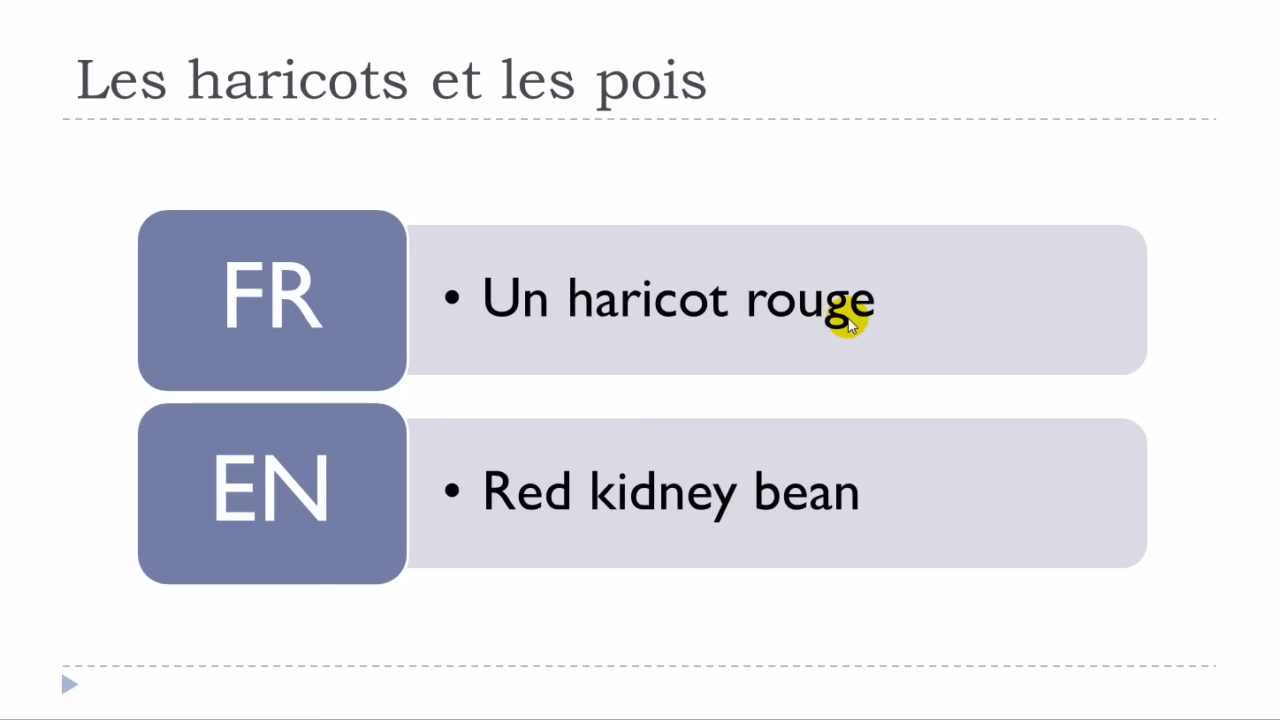 Les haricots et les pois
FR
• Un haricot rouge
EN
• Red kidney bean